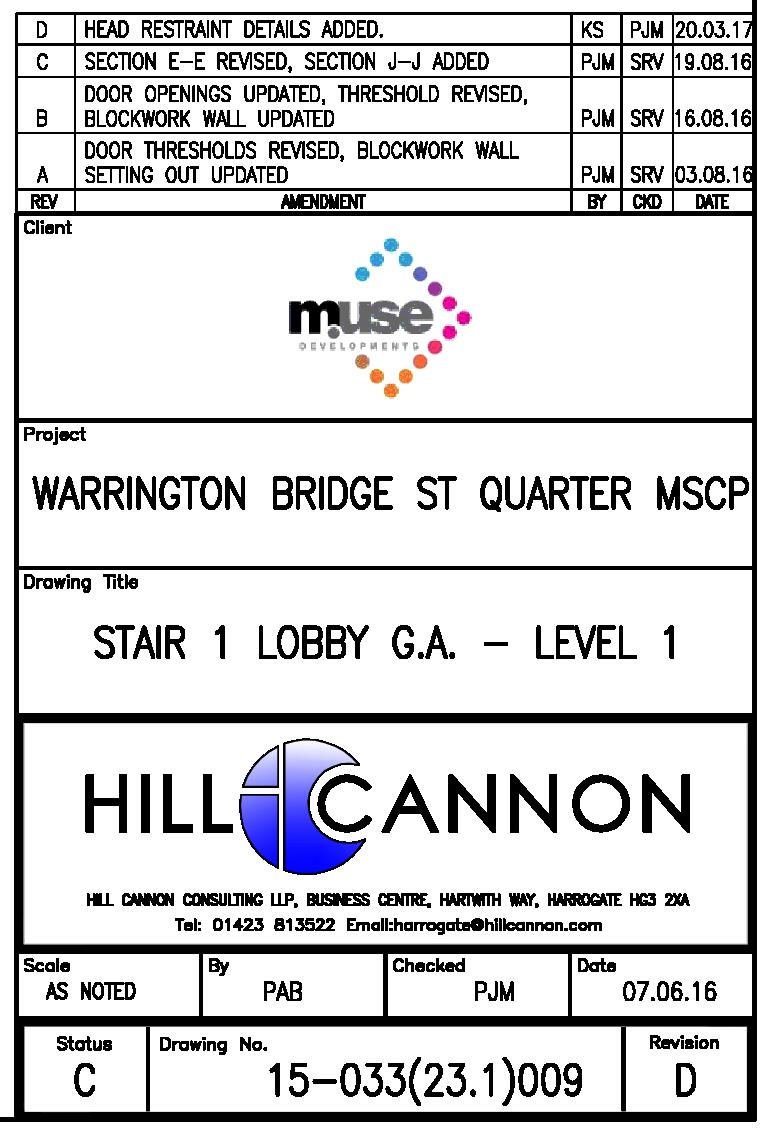 D HEAD RESTRAINT DETAILS ADDED. KS PJM 20.03.17
C SECTION E-E REVISED, SECTION J-J ADDED PJM SRV 19.08.16
DOOR OPENINGS UPDATED, THRESHOLD REVISED,
B BLOCKWORK WALL UPDATED PJM SRV 16.08.16
DOOR THRESHOLDS REVISED, BLOCKWORK WALL
A SETTING OUT UPDATED PJM SRV 03.08.16
REV AMENDMENT BY CKD DATE
Client
muse
DEVELOPMENTS
Project
WARRINGTON BRIDGE ST QUARTER MSCP
Drawing Title
STAIR 1 LOBBY G.A. - LEVEL 1
HILL CANNON
HILL CANNON CONSULTING LLP, BUSINESS CENTRE, HARTWITH WAY, HARROGATE HG3 2XA
Tel: 01423 813522 Email:harrogate@hillcannon.com
Scale By Checked Date
AS NOTED PAB PJM 07.06.16
Status Drawing No. Revision
C 15-033(23.1)009 D